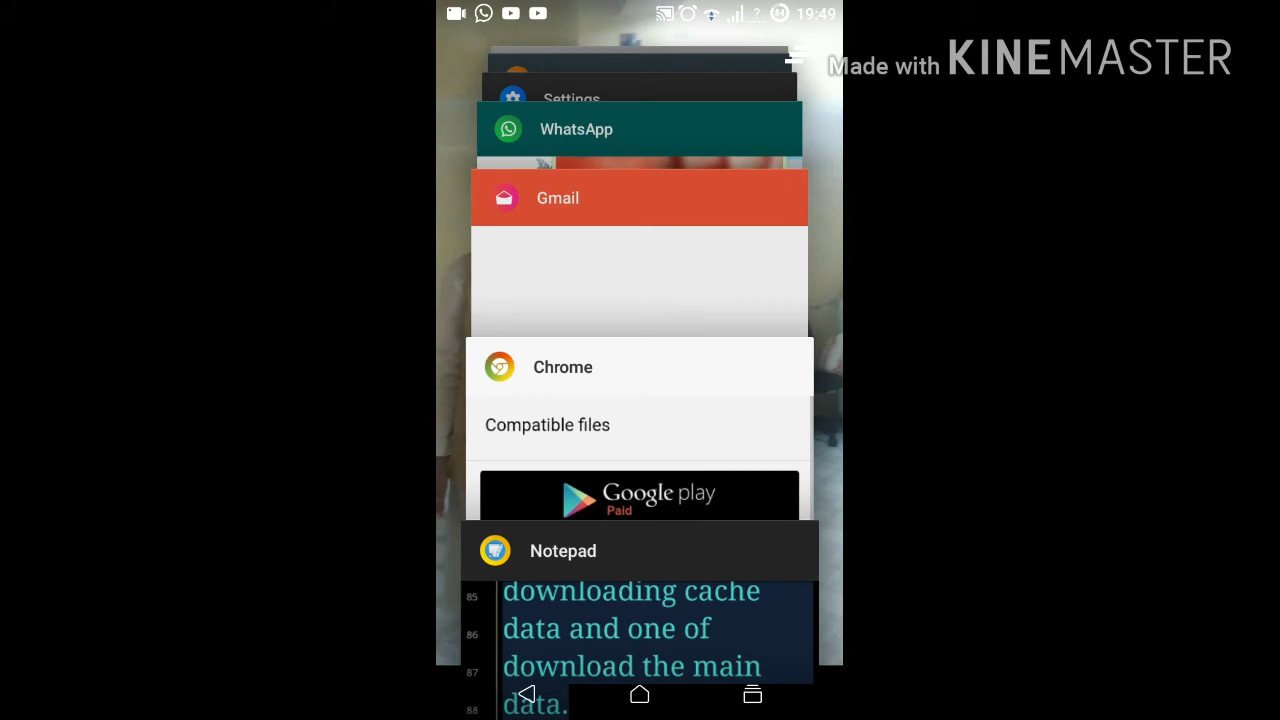 84 19:49
Made with KINEMASTER
Settings
WhatsApp
Gmail
Chrome
Compatible files
Google play
Paid
Notepad
85 downloading cache
86 data and one of
87 download the main
88 data.